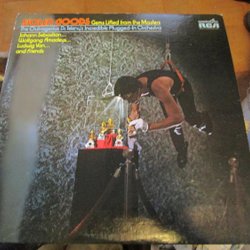 Gems Lifted from the Masters
The Outrageous Dr. Teleny's Incredible Plugged-In Orchestra
Johann Sebastian...
Wolfgang Amadeus...
Ludwig Van...
and Friends
RCA